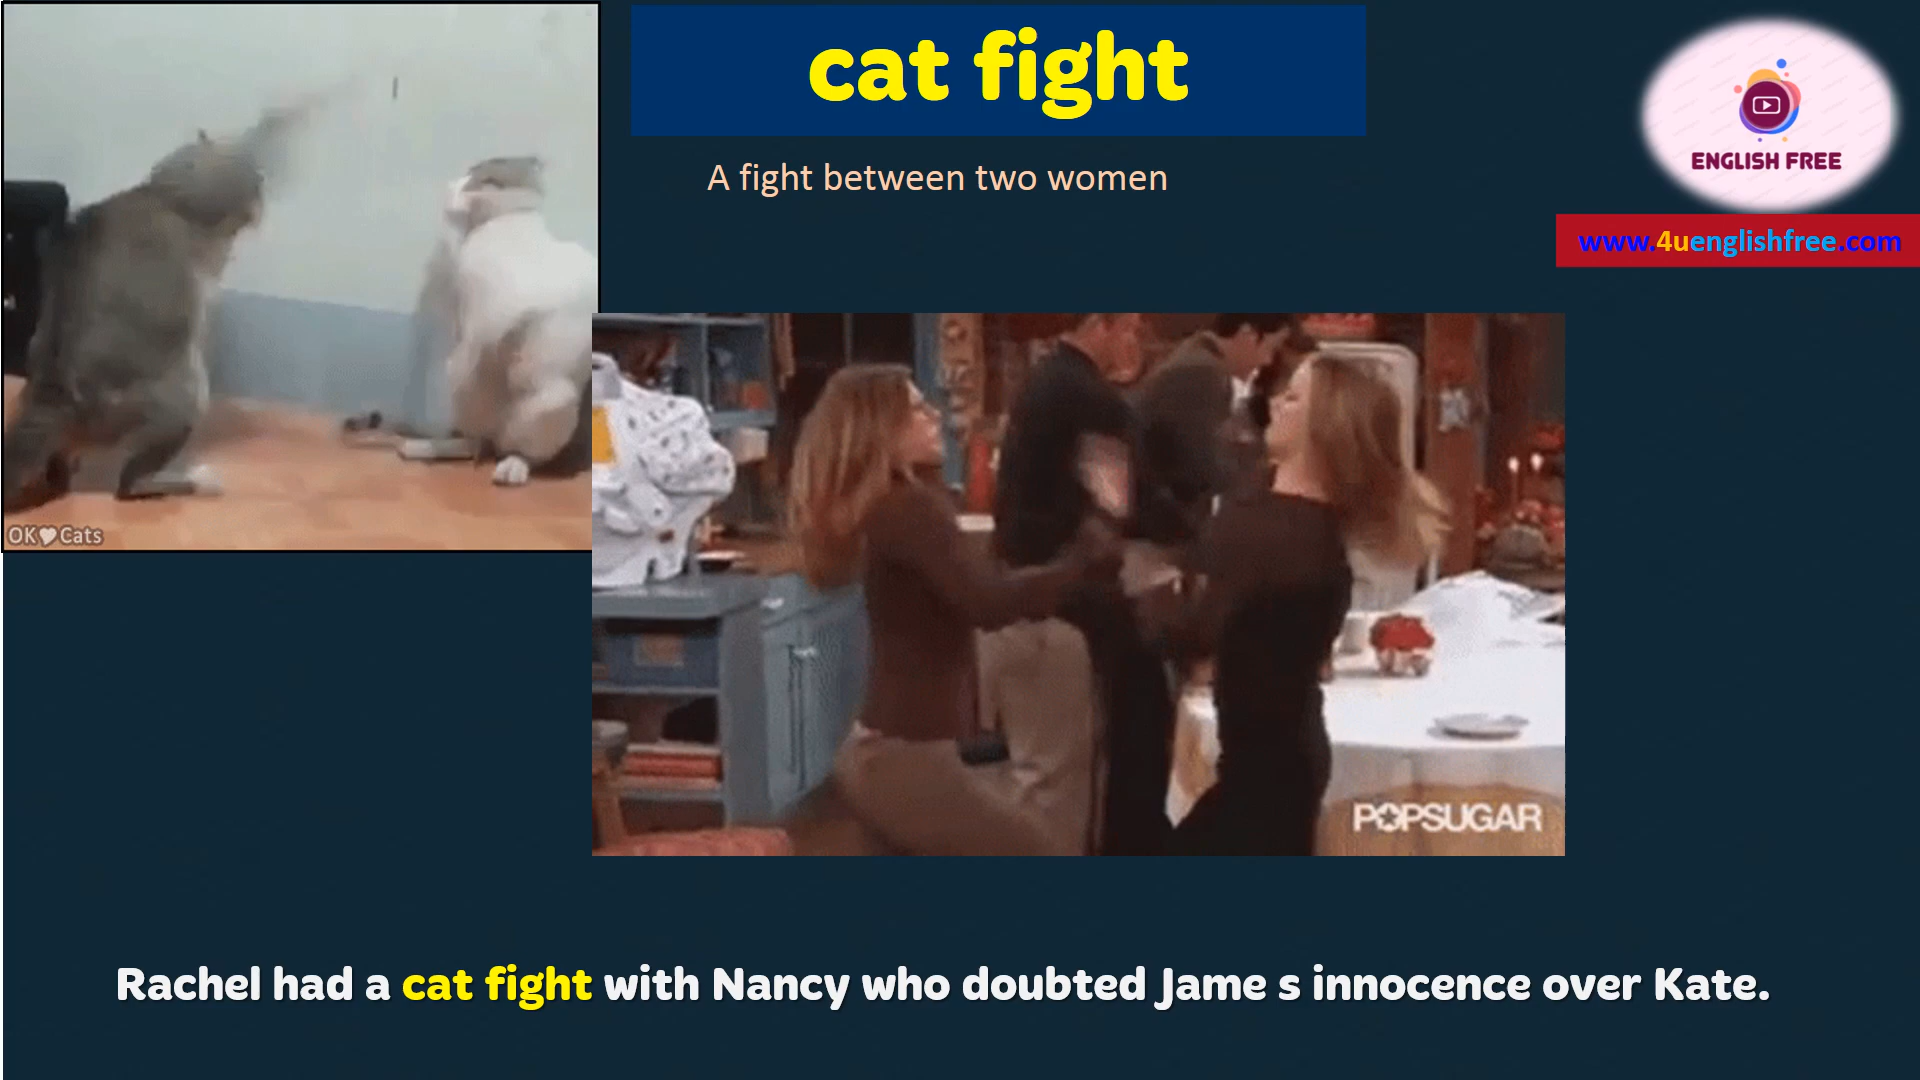 cat fight
A fight between two women
ENGLISH FREE
www.4uenglishfree.com
OK Cats
POPSUGAR
Rachel had a cat fight with Nancy who doubted Jame s innocence over Kate.